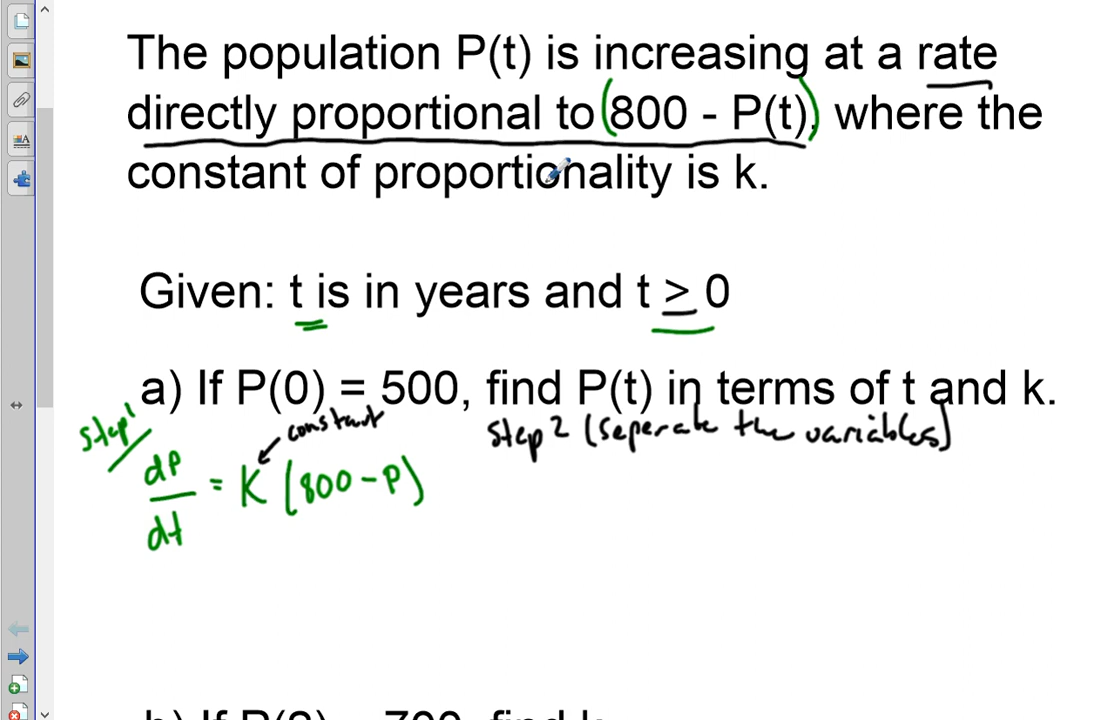 The population P(t) is increasing at a rate
directly proportional to (800 - P(t)), where the
constant of proportionality is k.
Given: t is in years and t ≥ 0
a) If P(0) = 500, find P(t) in terms of t and k.
step 1
constant
step 2 (seperate the variables)
dP/dt = K (800 - P)